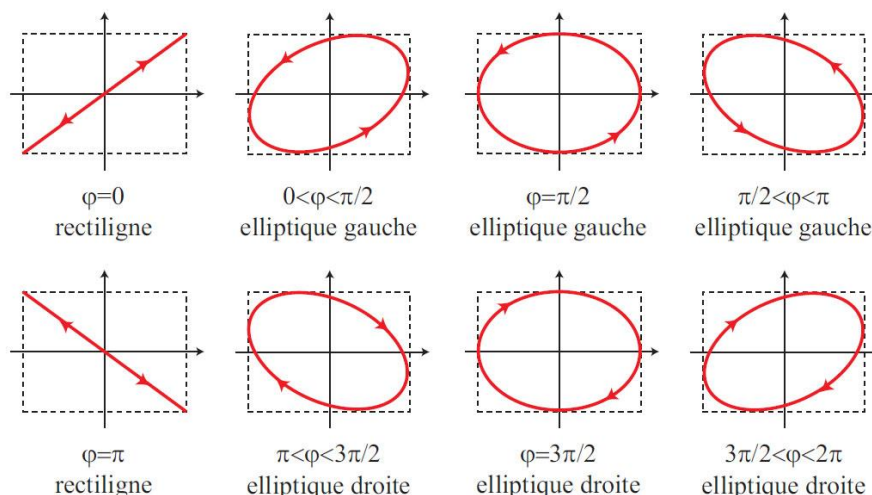 φ=0
rectiligne
0<φ<π/2
elliptique gauche
φ=π/2
elliptique gauche
π/2<φ<π
elliptique gauche
φ=π
rectiligne
π<φ<3π/2
elliptique droite
φ=3π/2
elliptique droite
3π/2<φ<2π
elliptique droite